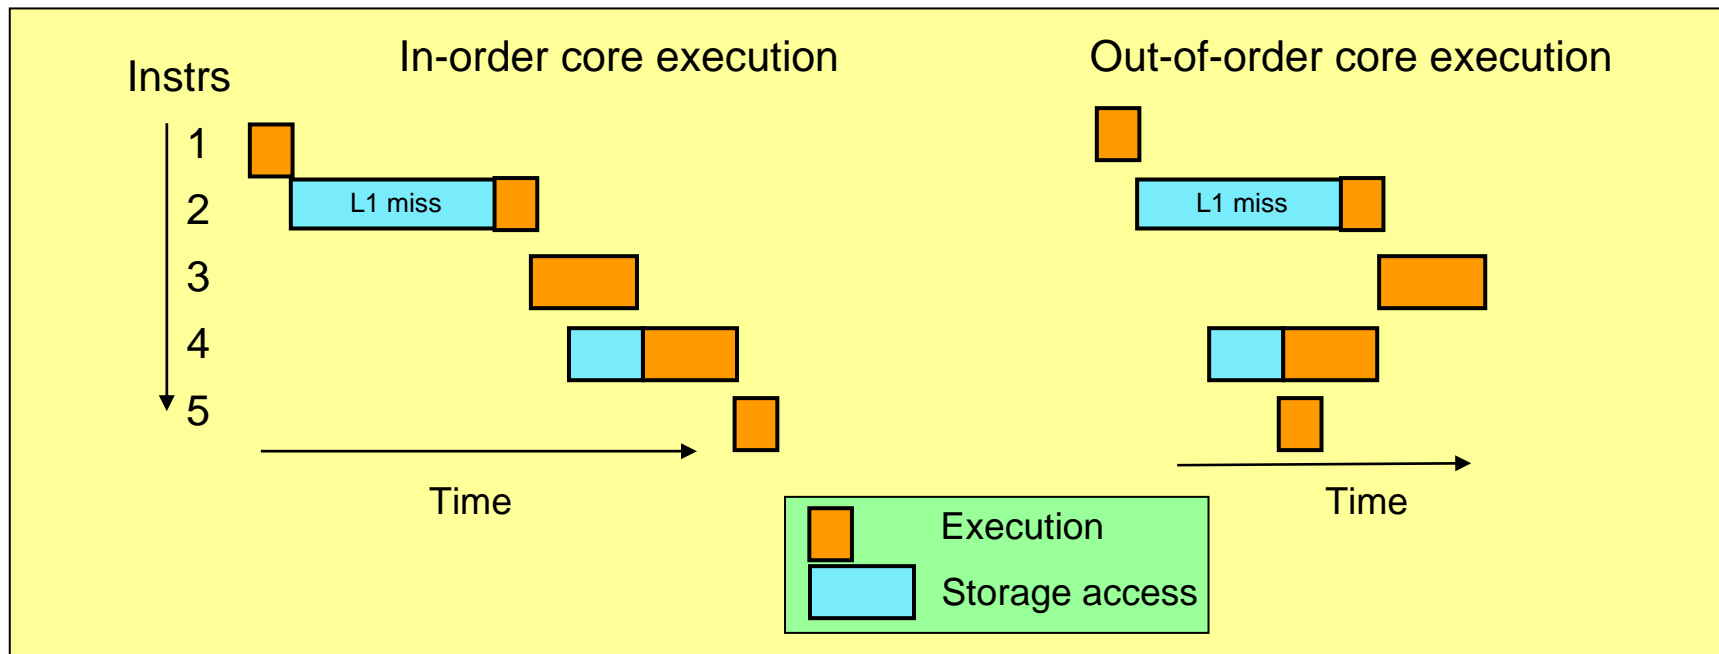 In-order core execution
Out-of-order core execution
Instrs
1
2
3
4
5
L1 miss
L1 miss
Time
Time
Execution
Storage access